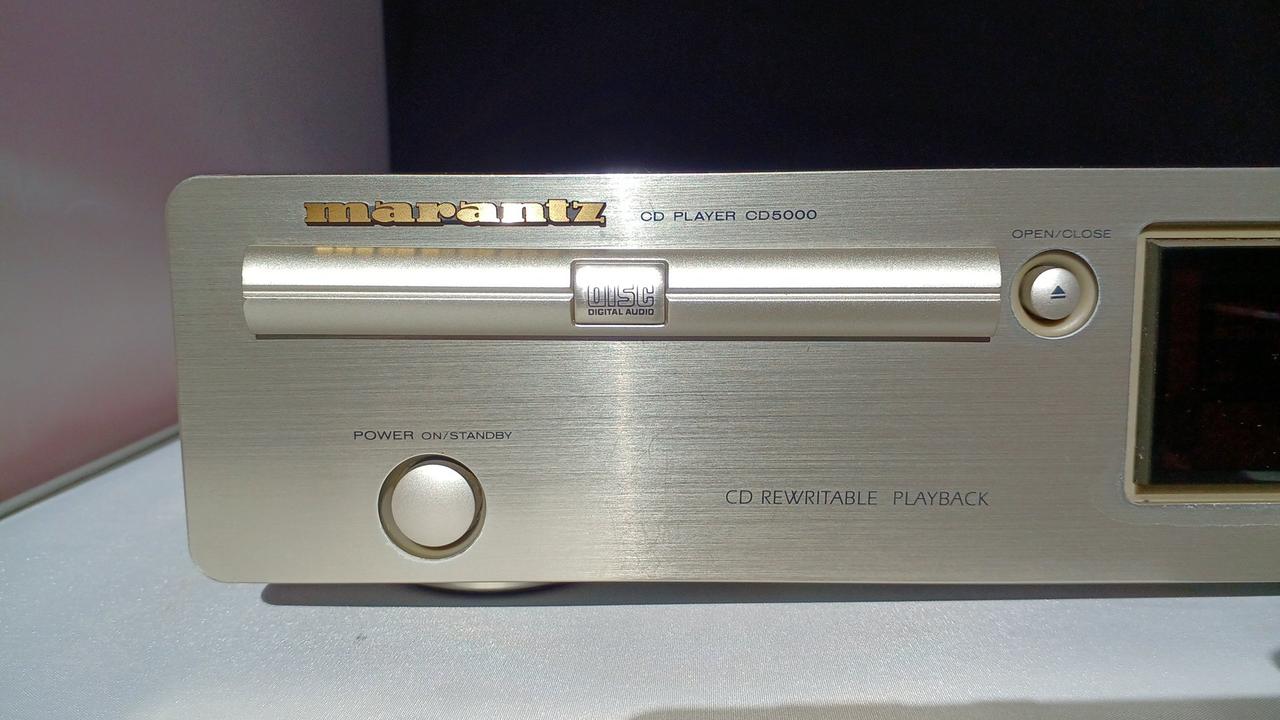 marantz CD PLAYER CD5000
OPEN/CLOSE
DISC
DIGITAL AUDIO
POWER ON/STANDBY
CD REWRITABLE PLAYBACK